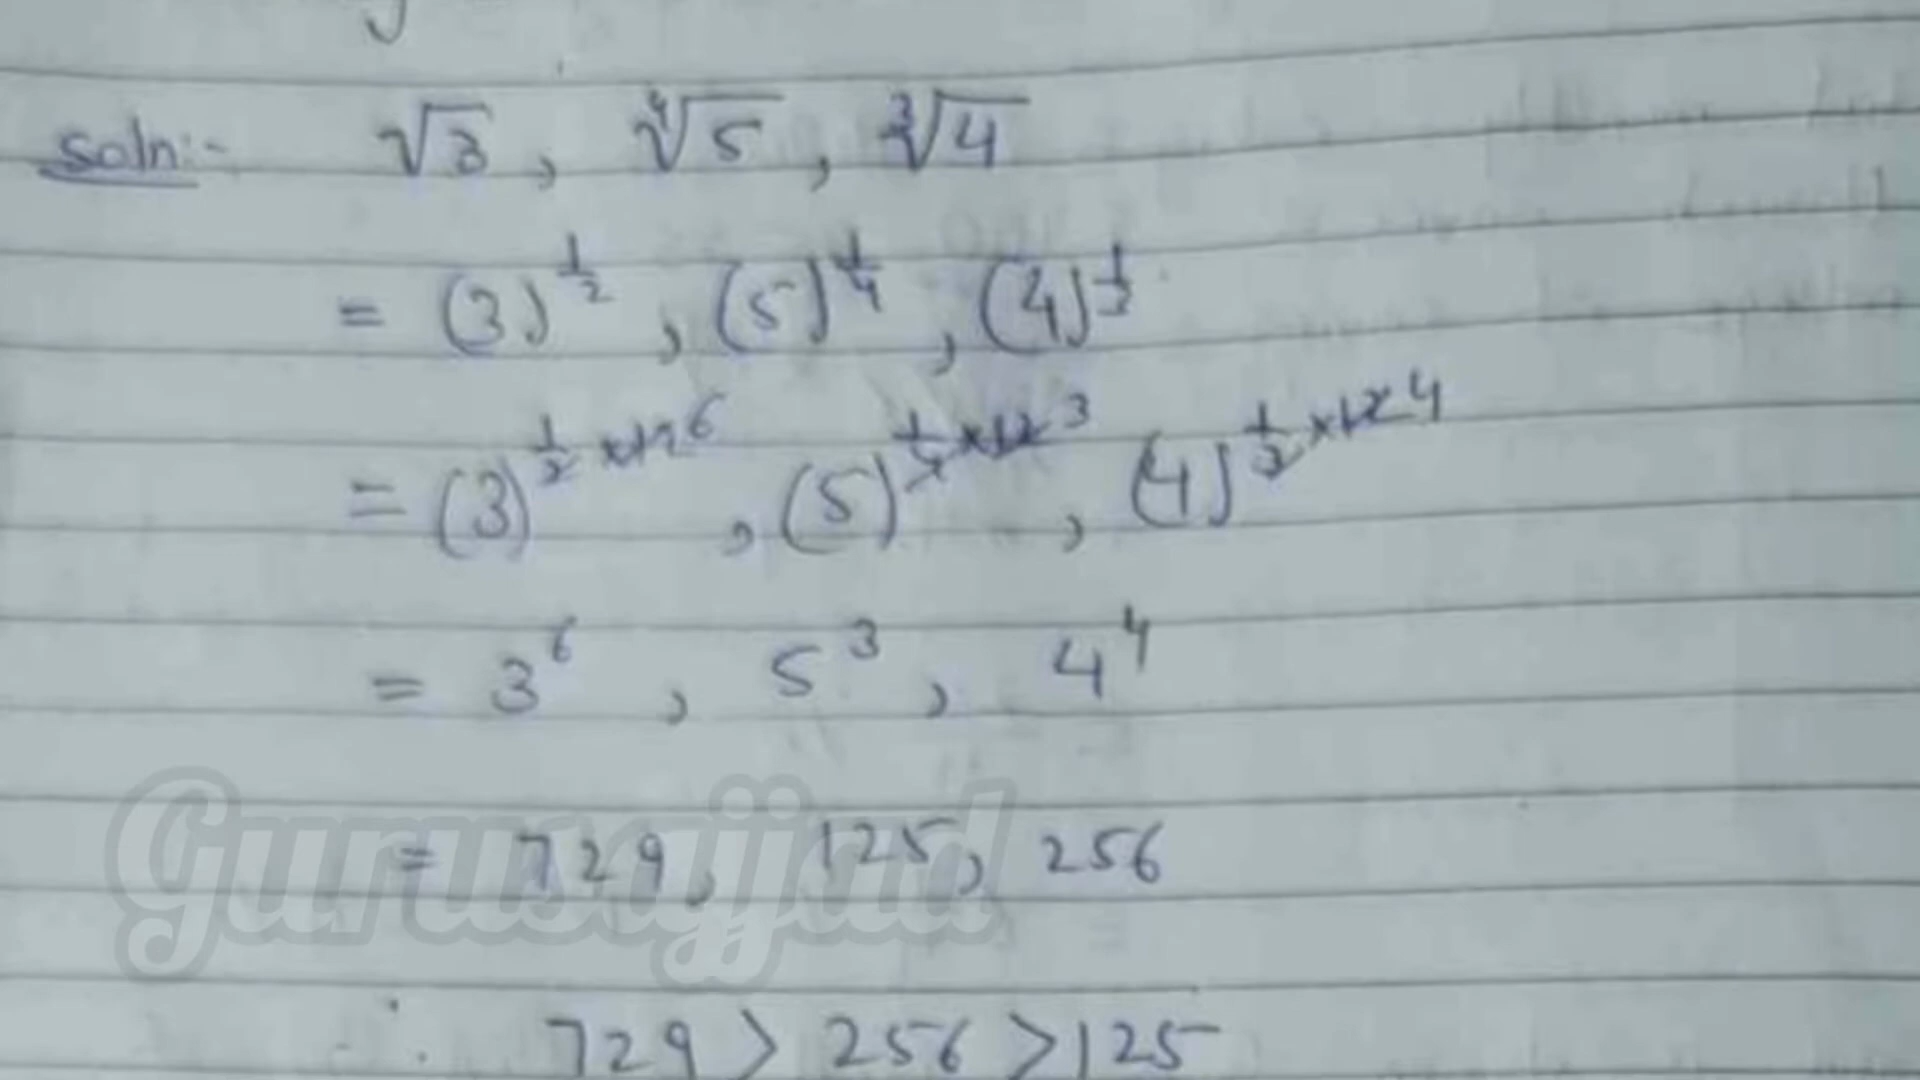 Soln:- √3, ∜5, ∛4
= (3)^1/2, (5)^1/4, (4)^1/3
= (3)^1/2 ×12 6, (5)^1/4 ×12 3, (4)^1/3 ×12 4
= 3^6, 5^3, 4^4
= 729, 125, 256
729 > 256 > 125
Gurusajjad